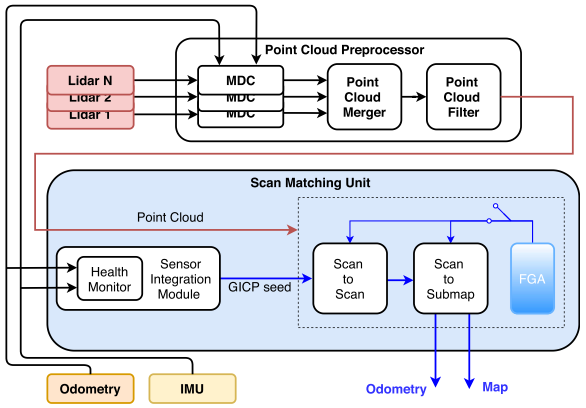 Point Cloud Preprocessor
Lidar N
Lidar 2
Lidar 1
MDC
MDC
MDC
Point
Cloud
Merger
Point
Cloud
Filter
Scan Matching Unit
Point Cloud
Health
Monitor
Sensor
Integration
Module
GICP seed
Scan
to
Scan
Scan
to
Submap
FGA
Odometry
Map
Odometry
IMU